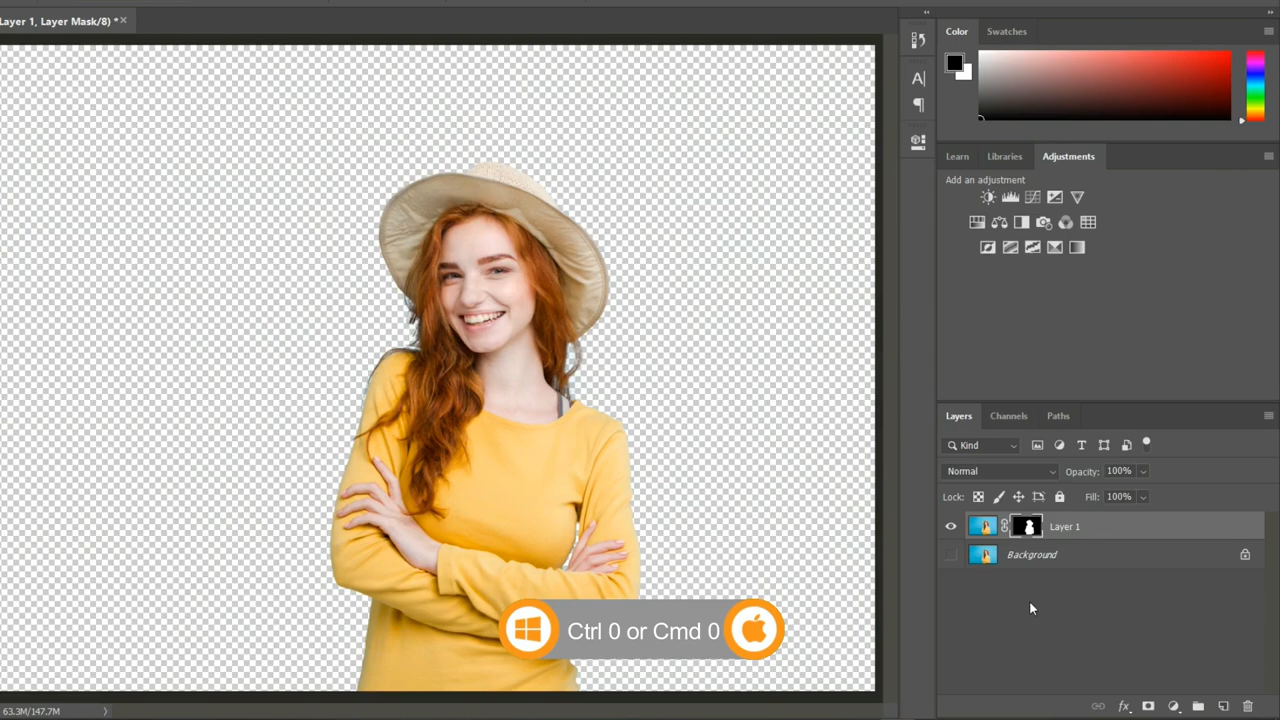 Layer 1, Layer Mask/8) *
Color
Swatches
Learn
Libraries
Adjustments
Add an adjustment
Layers
Channels
Paths
Kind
Normal
Opacity: 100%
Lock:
Fill: 100%
Layer 1
Background
Ctrl 0 or Cmd 0
63.3M/147.7M
fx